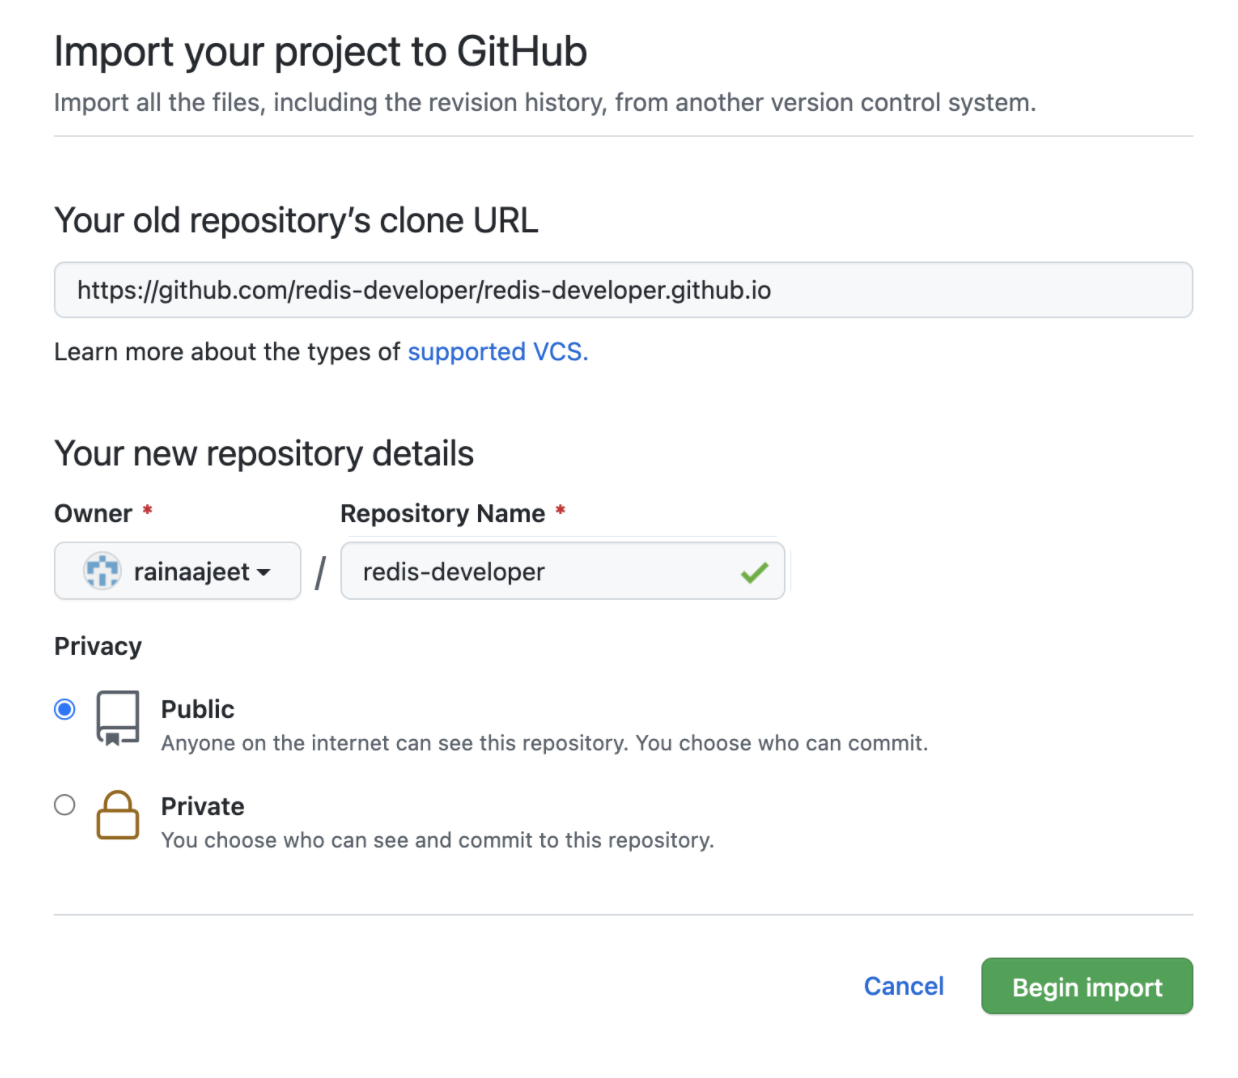 Import your project to GitHub
Import all the files, including the revision history, from another version control system.
Your old repository’s clone URL
https://github.com/redis-developer/redis-developer.github.io
Learn more about the types of supported VCS.
Your new repository details
Owner * Repository Name *
rainaajeet / redis-developer
Privacy
Public
Anyone on the internet can see this repository. You choose who can commit.
Private
You choose who can see and commit to this repository.
Cancel Begin import